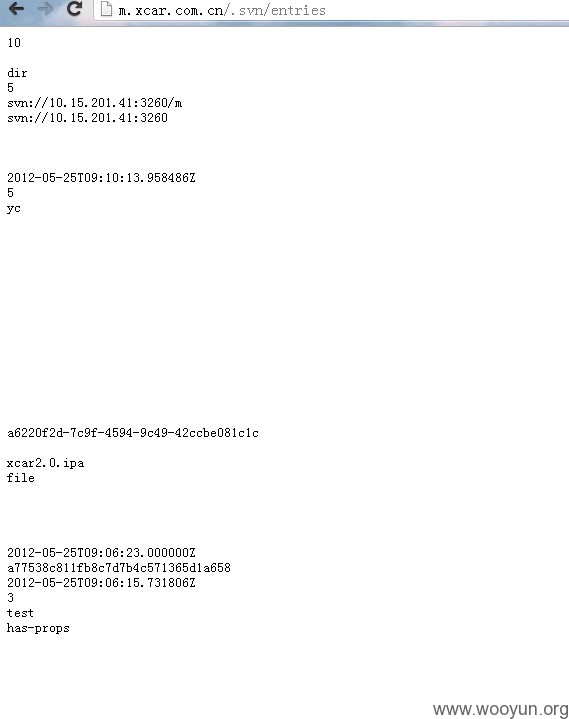 m.xcar.com.cn/.svn/entries
10
dir
5
svn://10.15.201.41:3260/m
svn://10.15.201.41:3260
2012-05-25T09:10:13.958486Z
5
yc
a6220f2d-7c9f-4594-9c49-42ccbe081c1c
xcar2.0.ipa
file
2012-05-25T09:06:23.000000Z
a77538c811fb8c7d7b4c571365d1a658
2012-05-25T09:06:15.731806Z
3
test
has-props
www.wooyun.org